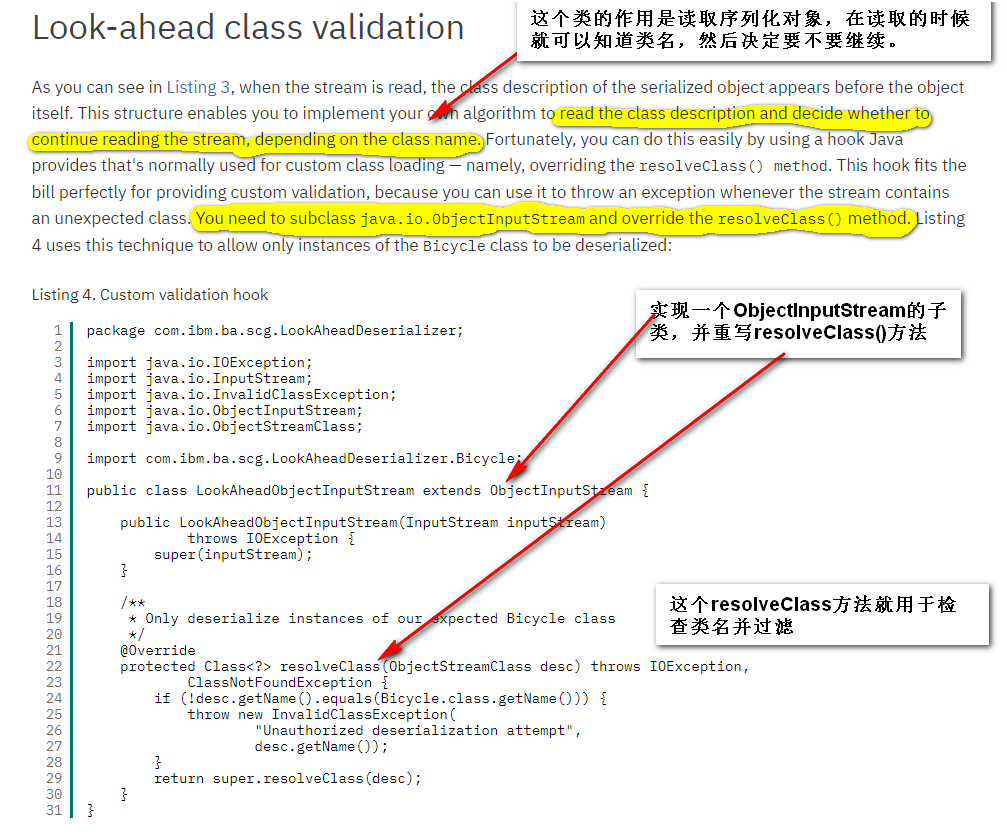 Look-ahead class validation
这个类的作用是读取序列化对象，在读取的时候
就可以知道类名，然后决定要不要继续。
As you can see in Listing 3, when the stream is read, the class description of the serialized object appears before the object
itself. This structure enables you to implement your own algorithm to read the class description and decide whether to
continue reading the stream, depending on the class name. Fortunately, you can do this easily by using a hook Java
provides that's normally used for custom class loading — namely, overriding the resolveClass() method. This hook fits the
bill perfectly for providing custom validation, because you can use it to throw an exception whenever the stream contains
an unexpected class. You need to subclass java.io.ObjectInputStream and override the resolveClass() method. Listing
4 uses this technique to allow only instances of the Bicycle class to be deserialized:
Listing 4. Custom validation hook
实现一个ObjectInputStream的子
类，并重写resolveClass()方法
1 package com.ibm.ba.scg.LookAheadDeserializer;
2
3 import java.io.IOException;
4 import java.io.InputStream;
5 import java.io.InvalidClassException;
6 import java.io.ObjectInputStream;
7 import java.io.ObjectStreamClass;
8
9 import com.ibm.ba.scg.LookAheadDeserializer.Bicycle;
10
11 public class LookAheadObjectInputStream extends ObjectInputStream {
12
13 public LookAheadObjectInputStream(InputStream inputStream)
14 throws IOException {
15 super(inputStream);
16 }
17
18 /**
19 * Only deserialize instances of our expected Bicycle class
20 */
21 @Override
22 protected Class<?> resolveClass(ObjectStreamClass desc) throws IOException,
23 ClassNotFoundException {
24 if (!desc.getName().equals(Bicycle.class.getName())) {
25 throw new InvalidClassException(
26 "Unauthorized deserialization attempt",
27 desc.getName());
28 }
29 return super.resolveClass(desc);
30 }
31 }
这个resolveClass方法就用于检
查类名并过滤